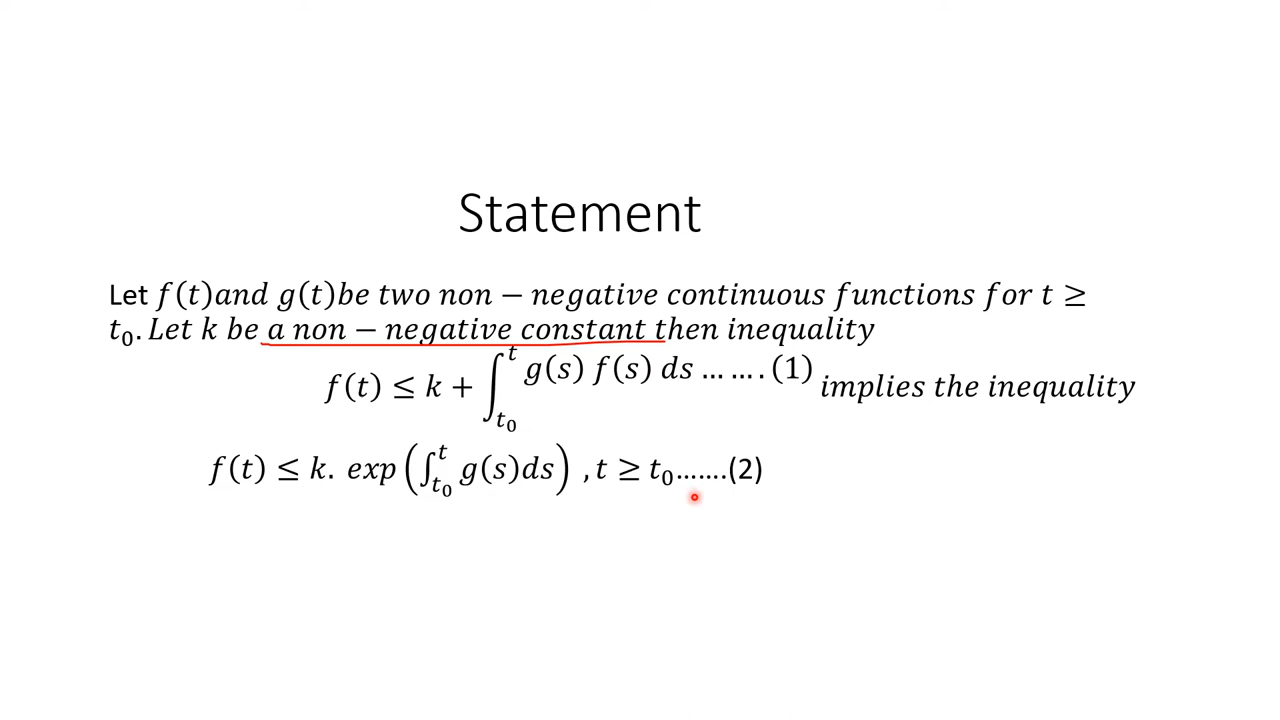 Statement
Let f(t)and g(t)be two non − negative continuous functions for t ≥
t₀. Let k be a non − negative constant then inequality
f(t) ≤ k + ∫_{t₀}^{t} g(s) f(s) ds … … . (1) implies the inequality
f(t) ≤ k. exp(∫_{t₀}^{t} g(s)ds) , t ≥ t₀…….(2)